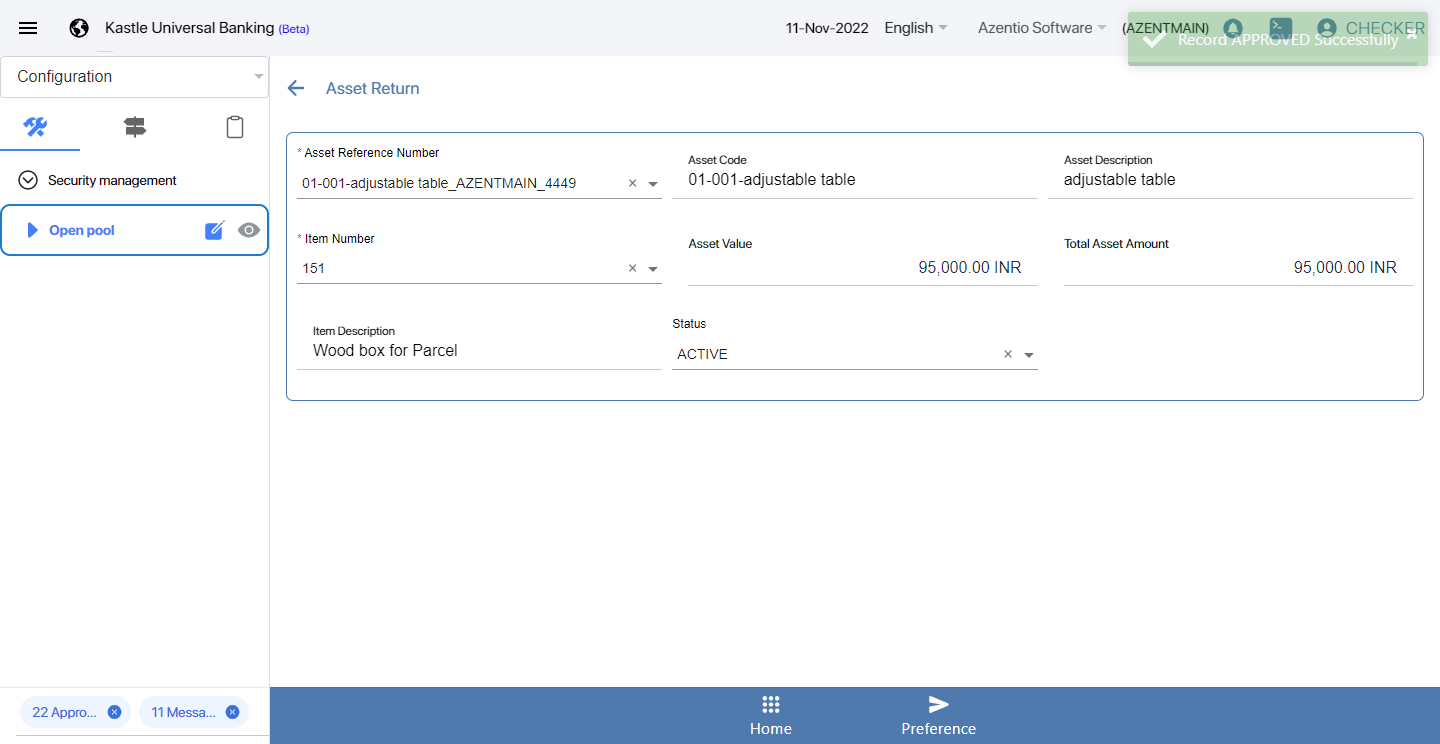 Kastle Universal Banking (Beta)
11-Nov-2022
English
Azentio Software
(AZENTMAIN)
CHECKER
Record APPROVED Successfully
Configuration
Asset Return
Security management
Open pool
* Asset Reference Number
01-001-adjustable table_AZENTMAIN_4449
Asset Code
01-001-adjustable table
Asset Description
adjustable table
* Item Number
151
Asset Value
95,000.00 INR
Total Asset Amount
95,000.00 INR
Item Description
Wood box for Parcel
Status
ACTIVE
22 Appro...
11 Messa...
Home
Preference